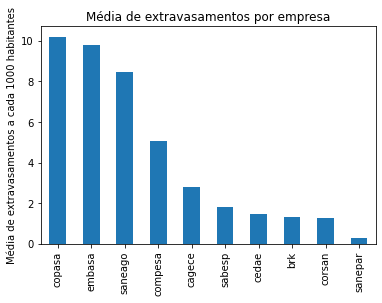 Média de extravasamentos por empresa
Média de extravasamentos a cada 1000 habitantes
10
8
6
4
2
0
copasa
embasa
saneago
compesa
cagece
sabesp
cedae
brk
corsan
sanepar